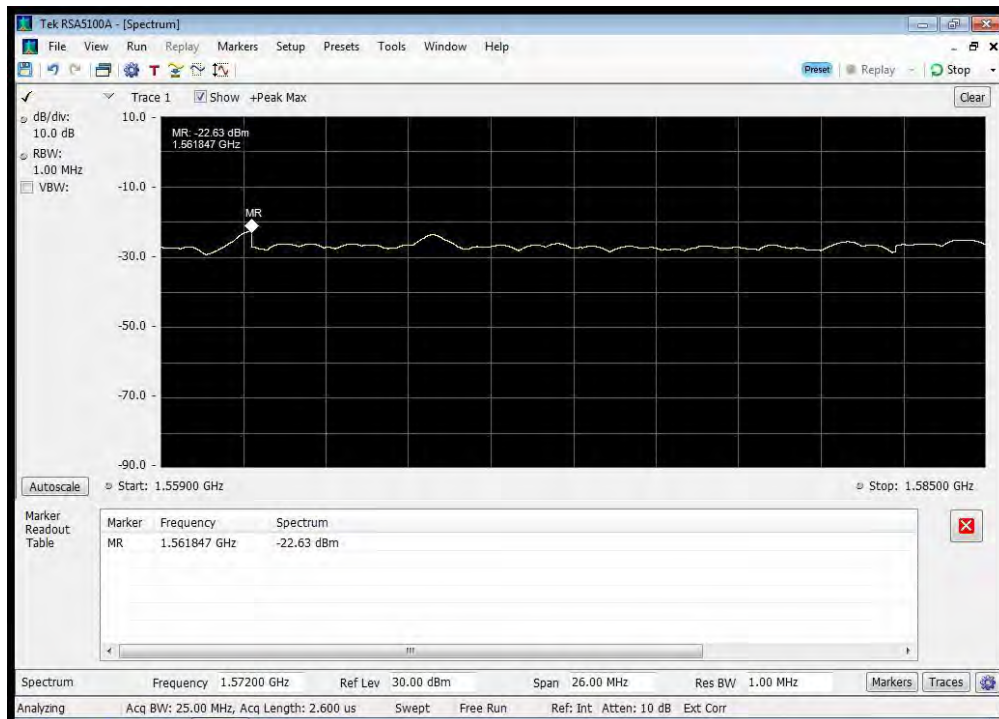 Tek RSA5100A - [Spectrum]
File View Run Replay Markers Setup Presets Tools Window Help
Preset Replay Stop
Trace 1 Show +Peak Max Clear
dB/div:
10.0 dB
RBW:
1.00 MHz
VBW:
10.0
MR: -22.63 dBm
1.561847 GHz
-10.0
MR
-30.0
-50.0
-70.0
-90.0
Autoscale Start: 1.55900 GHz Stop: 1.58500 GHz
Marker
Readout
Table
Marker Frequency Spectrum
MR 1.561847 GHz -22.63 dBm
Spectrum Frequency 1.57200 GHz Ref Lev 30.00 dBm Span 26.00 MHz Res BW 1.00 MHz Markers Traces
Analyzing Acq BW: 25.00 MHz, Acq Length: 2.600 us Swept Free Run Ref: Int Atten: 10 dB Ext Corr